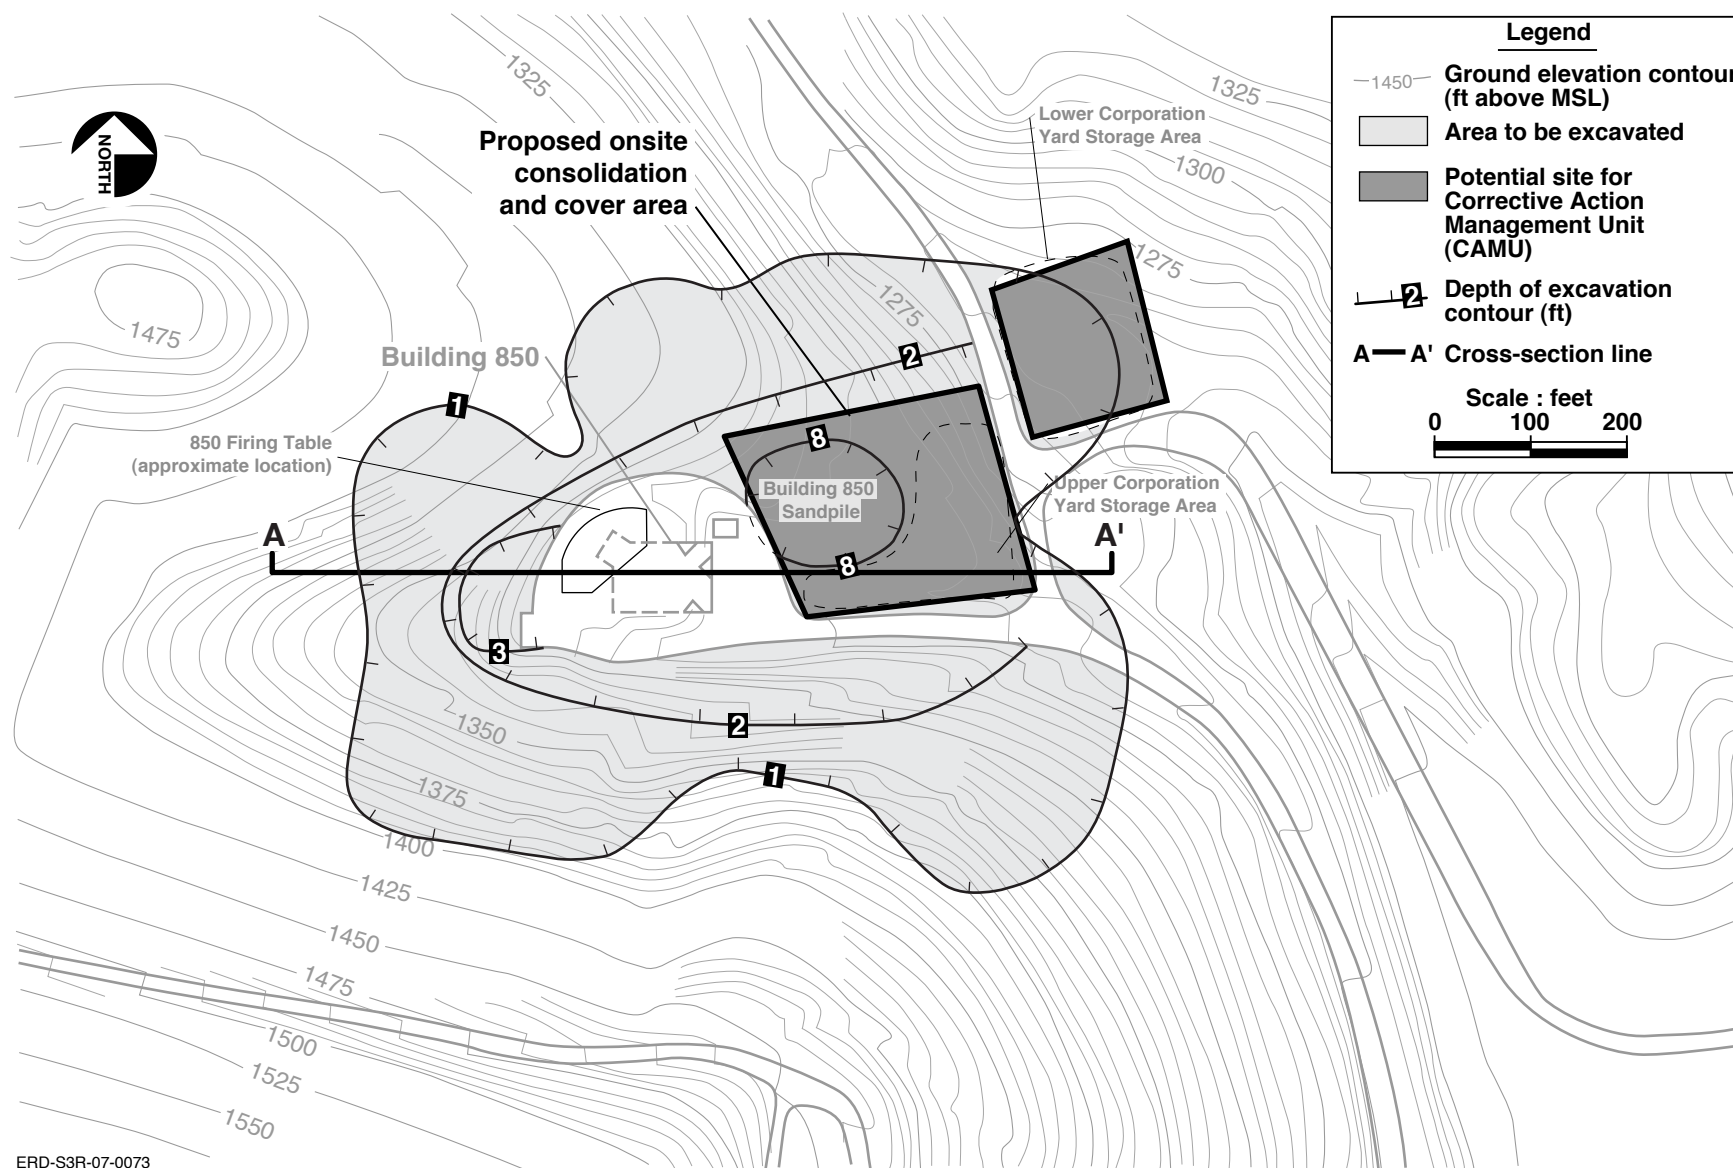 Legend
1450
Ground elevation contour
(ft above MSL)
Area to be excavated
Potential site for
Corrective Action
Management Unit
(CAMU)
2
Depth of excavation
contour (ft)
A A' Cross-section line
Scale : feet
0 100 200
NORTH
1325
1325
Lower Corporation
Yard Storage Area
1300
Proposed onsite
consolidation
and cover area
1275
1275
1475
Building 850
2
1
850 Firing Table
(approximate location)
8
Building 850
Sandpile
Upper Corporation
Yard Storage Area
A
A'
8
3
2
1350
1
1375
1400
1425
1450
1475
1500
1525
1550
ERD-S3R-07-0073